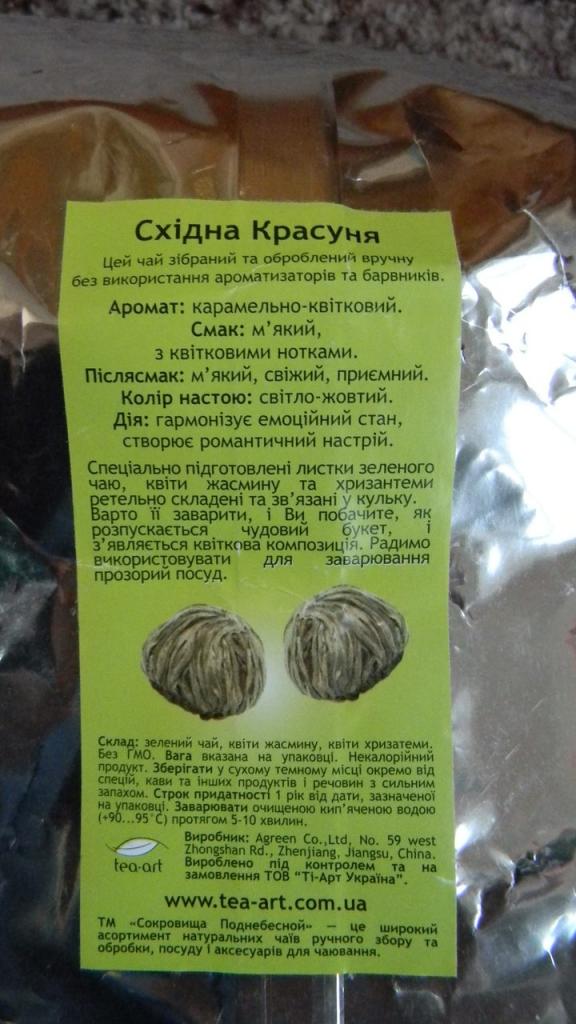 Східна Красуня
Цей чай зібраний та оброблений вручну
без використання ароматизаторів та барвників.
Аромат: карамельно-квітковий.
Смак: м'який,
з квітковими нотками.
Післясмак: м'який, свіжий, приємний.
Колір настою: світло-жовтий.
Дія: гармонізує емоційний стан,
створює романтичний настрій.
Спеціально підготовлені листки зеленого
чаю, квіти жасмину та хризантеми
ретельно складені та зв'язані у кульку.
Варто її заварити, і Ви побачите, як
розпускається чудовий букет, і
з'являється квіткова композиція. Радимо
використовувати для заварювання
прозорий посуд.
Склад: зелений чай, квіти жасмину, квіти хризатеми.
Без ГМО. Вага вказана на упаковці. Некалорійний
продукт. Зберігати у сухому темному місці окремо від
спецій, кави та інших продуктів і речовин з сильним
запахом. Строк придатності 1 рік від дати, зазначеної
на упаковці. Заварювати очищеною кип'яченою водою
(+90...95°С) протягом 5-10 хвилин.
tea-art
Виробник: Agreen Co.,Ltd, No. 59 west
Zhongshan Rd., Zhenjiang, Jiangsu, China.
Вироблено під контролем та на
замовлення ТОВ "Ті-Арт Україна".
www.tea-art.com.ua
ТМ «Сокровища Поднебесной» — це широкий
асортимент натуральних чаїв ручного збору та
обробки, посуду і аксесуарів для чаювання.